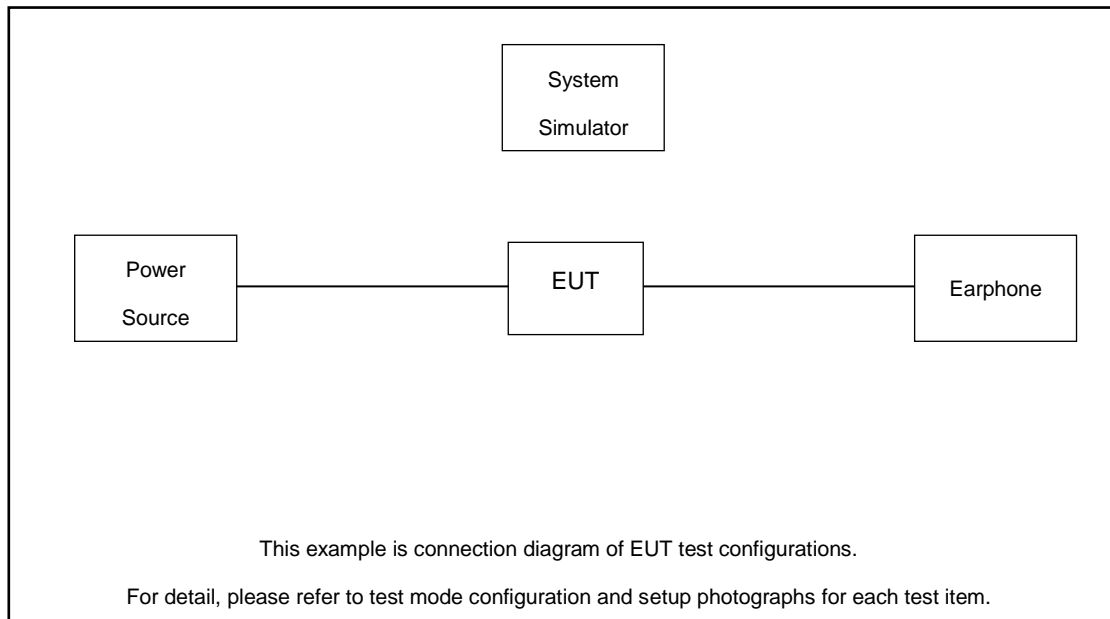 System
Simulator
Power
Source
EUT
Earphone
This example is connection diagram of EUT test configurations.
For detail, please refer to test mode configuration and setup photographs for each test item.